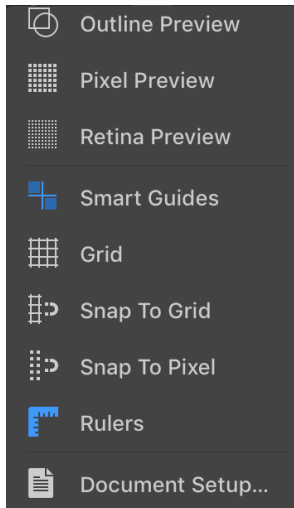 Outline Preview
Pixel Preview
Retina Preview
Smart Guides
Grid
Snap To Grid
Snap To Pixel
Rulers
Document Setup...